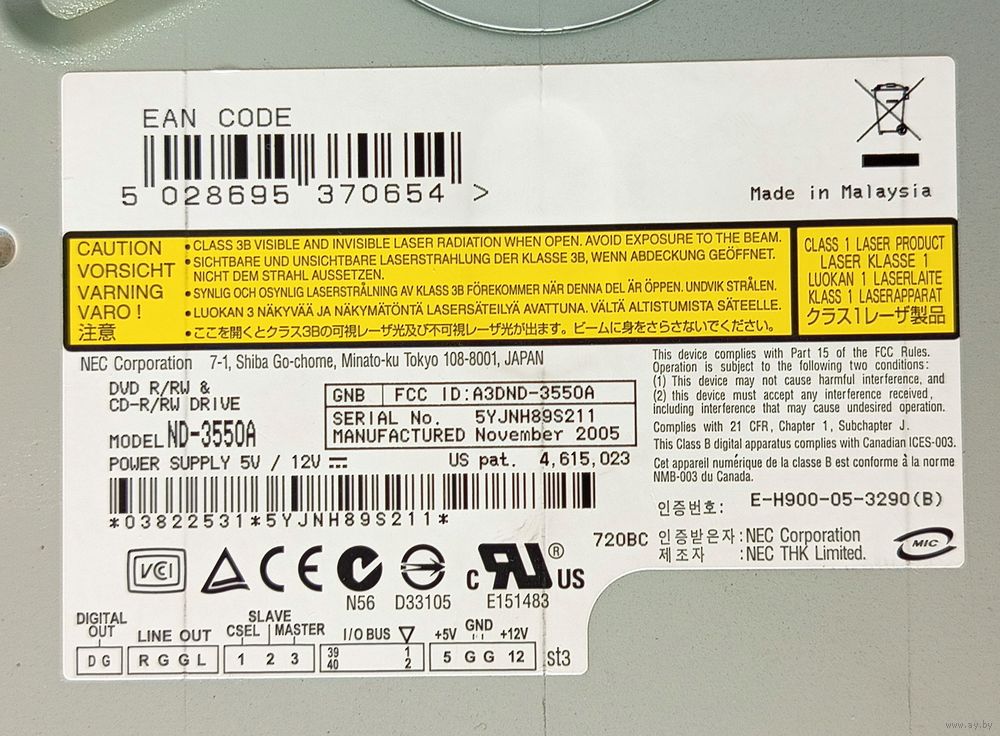 EAN CODE
5 028695 370654 >
Made in Malaysia
CAUTION
VORSICHT
VARNING
VARO !
注意
• CLASS 3B VISIBLE AND INVISIBLE LASER RADIATION WHEN OPEN. AVOID EXPOSURE TO THE BEAM.
• SICHTBARE UND UNSICHTBARE LASERSTRAHLUNG DER KLASSE 3B, WENN ABDECKUNG GEÖFFNET.
NICHT DEM STRAHL AUSSETZEN.
• SYNLIG OCH OSYNLIG LASERSTRÅLNING AV KLASS 3B FÖREKOMMER NÄR DENNA DEL ÄR ÖPPEN. UNDVIK STRÅLEN.
• LUOKAN 3 NÄKYVÄÄ JA NÄKYMÄTÖNTÄ LASERSÄTEILYÄ AVATTUNA. VÄLTÄ ALTISTUMISTA SÄTEELLE.
• ここを開くとクラス3Bの可視レーザ光及び不可視レーザ光が出ます。ビームに身をさらさないでください。
CLASS 1 LASER PRODUCT
LASER KLASSE 1
LUOKAN 1 LASERLAITE
KLASS 1 LASERAPPARAT
クラス1レーザ製品
NEC Corporation 7-1, Shiba Go-chome, Minato-ku Tokyo 108-8001, JAPAN
DVD R/RW &
CD-R/RW DRIVE
MODEL ND-3550A
POWER SUPPLY 5V / 12V
GNB FCC ID:A3DND-3550A
SERIAL No. 5YJNH89S211
MANUFACTURED November 2005
US pat. 4,615,023
*03822531*5YJNH89S211*
This device complies with Part 15 of the FCC Rules.
Operation is subject to the following two conditions:
(1) This device may not cause harmful interference, and
(2) this device must accept any interference received,
including interference that may cause undesired operation.
Complies with 21 CFR, Chapter 1, Subchapter J.
This Class B digital apparatus complies with Canadian ICES-003.
Cet appareil numérique de la classe B est conforme à la norme
NMB-003 du Canada.
인증번호: E-H900-05-3290(B)
720BC 인증받은자 : NEC Corporation
제조자 : NEC THK Limited.
MIC
VCI
CE
N56
D33105
c RU ® US
E151483
DIGITAL
OUT
D G
LINE OUT
R G G L
SLAVE
CSEL MASTER
1 2 3
I/O BUS
39 1
40 2
+5V GND +12V
5 G G 12
st3
www.ay.by